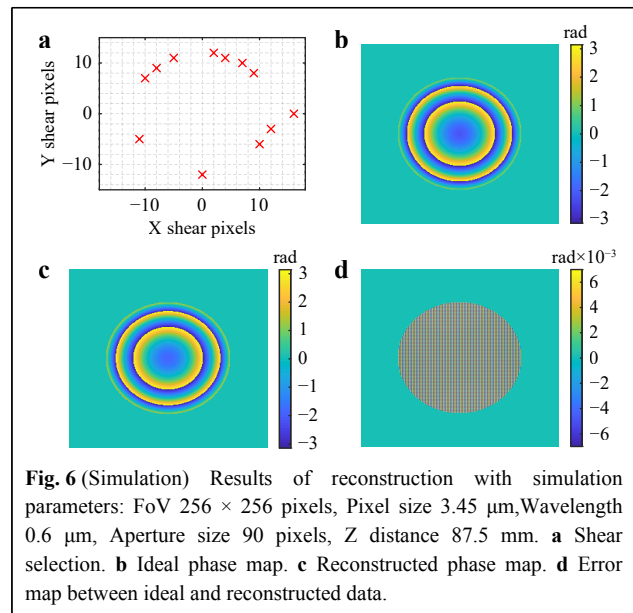 a
Y shear pixels
10
0
−10
−10
0
10
X shear pixels
b
rad
3
2
1
0
−1
−2
−3
c
rad
3
2
1
0
−1
−2
−3
d
rad×10⁻³
6
4
2
0
−2
−4
−6
Fig. 6 (Simulation) Results of reconstruction with simulation
parameters: FoV 256 × 256 pixels, Pixel size 3.45 μm,Wavelength
0.6 μm, Aperture size 90 pixels, Z distance 87.5 mm. a Shear
selection. b Ideal phase map. c Reconstructed phase map. d Error
map between ideal and reconstructed data.